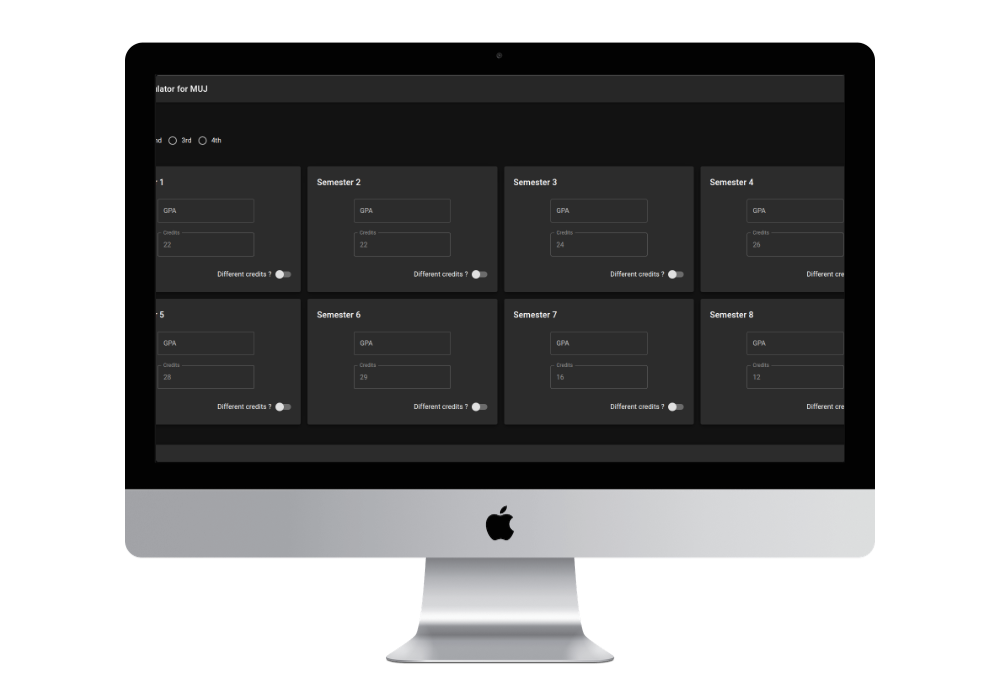 lator for MUJ
nd 3rd 4th
r 1 Semester 2 Semester 3 Semester 4
GPA GPA GPA GPA
Credits Credits Credits Credits
22 22 24 26
Different credits ? Different credits ? Different credits ? Different cre
r 5 Semester 6 Semester 7 Semester 8
GPA GPA GPA GPA
Credits Credits Credits Credits
28 29 16 12
Different credits ? Different credits ? Different credits ? Different cre